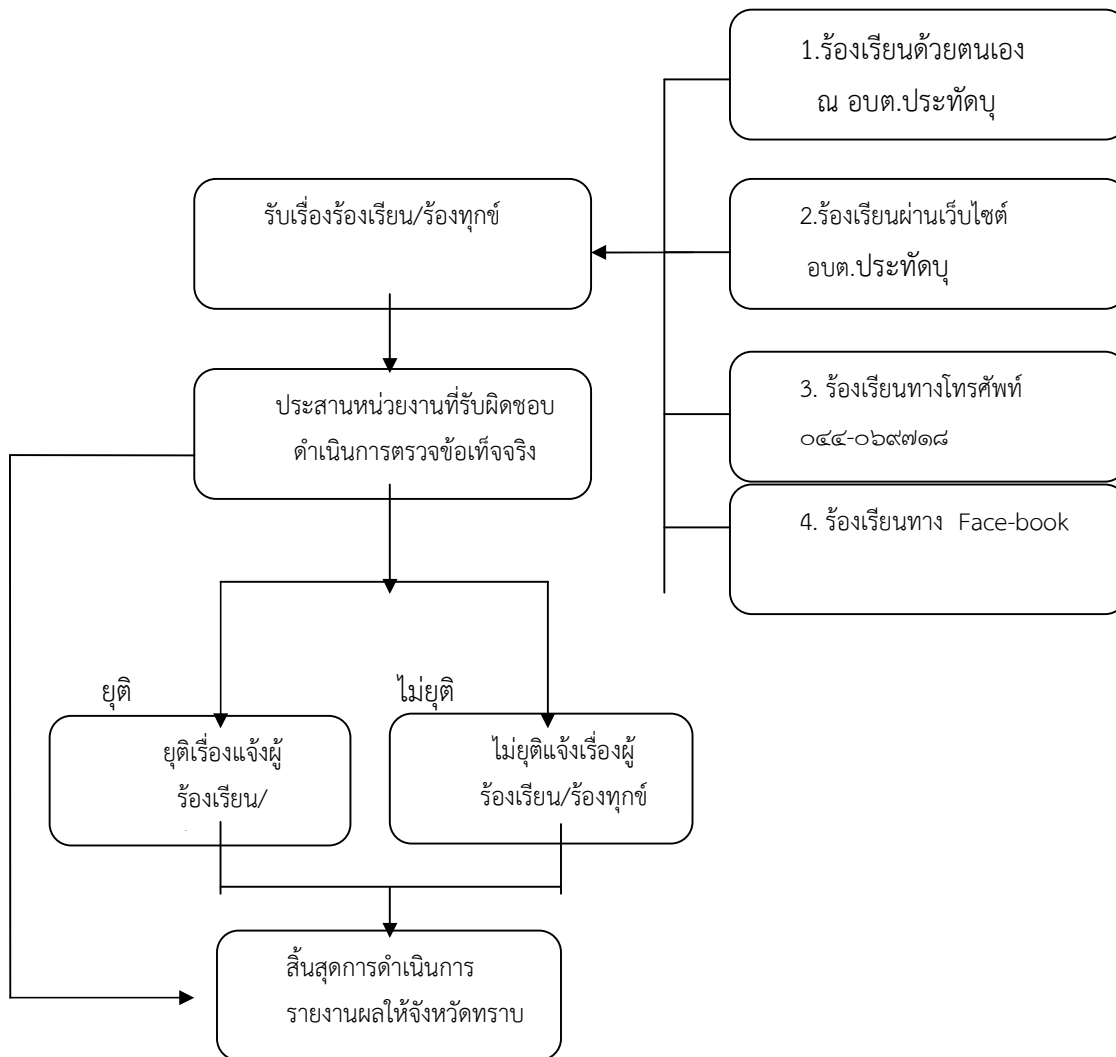 1.ร้องเรียนด้วยตนเอง
ณ อบต.ประทัดบุ
รับเรื่องร้องเรียน/ร้องทุกข์
2.ร้องเรียนผ่านเว็บไซต์
อบต.ประทัดบุ
ประสานหน่วยงานที่รับผิดชอบ
ดำเนินการตรวจข้อเท็จจริง
3. ร้องเรียนทางโทรศัพท์
๐๔๔-๐๖๙๗๑๘
4. ร้องเรียนทาง Face-book
ยุติ
ไม่ยุติ
ยุติเรื่องแจ้งผู้
ร้องเรียน/
ไม่ยุติแจ้งเรื่องผู้
ร้องเรียน/ร้องทุกข์
สิ้นสุดการดำเนินการ
รายงานผลให้จังหวัดทราบ